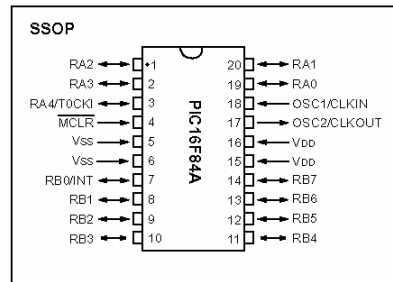 SSOP
RA2 1 20 RA1
RA3 2 19 RA0
RA4/T0CKI 3 18 OSC1/CLKIN
MCLR 4 17 OSC2/CLKOUT
VSS 5 16 VDD
VSS 6 15 VDD
RB0/INT 7 14 RB7
RB1 8 13 RB6
RB2 9 12 RB5
RB3 10 11 RB4
PIC16F84A